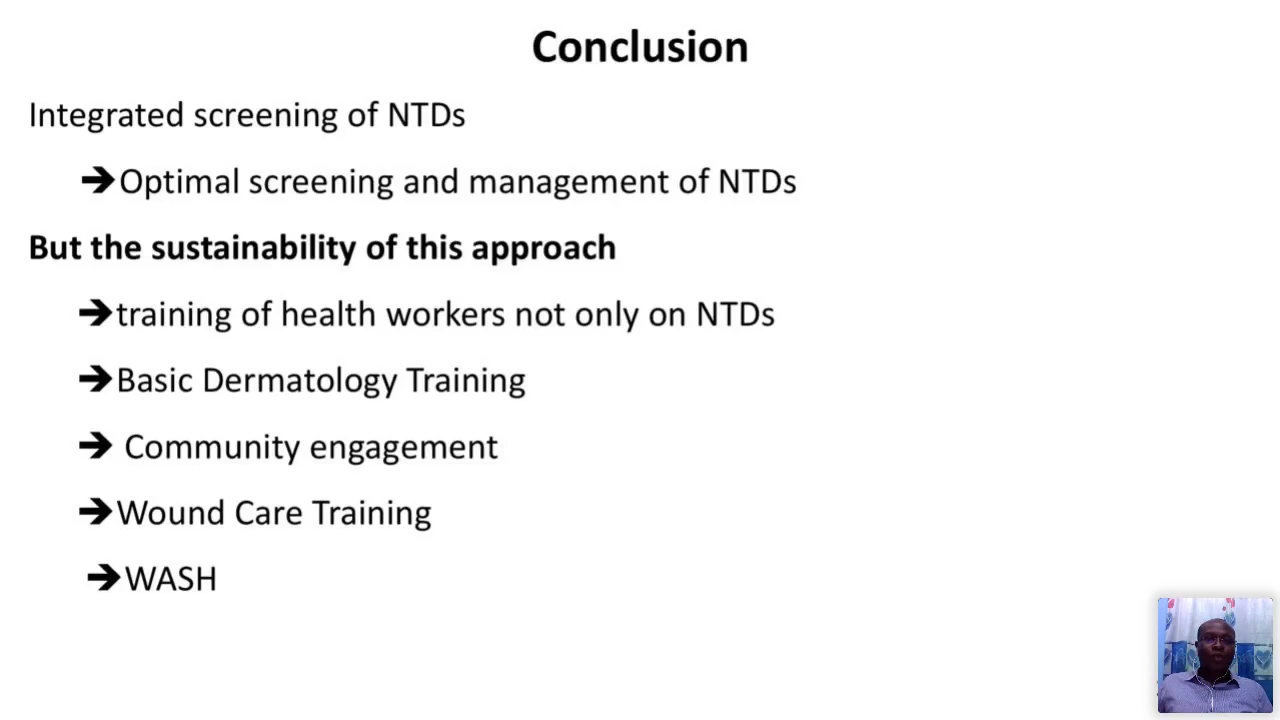 Conclusion
Integrated screening of NTDs
➔Optimal screening and management of NTDs
But the sustainability of this approach
➔training of health workers not only on NTDs
➔Basic Dermatology Training
➔ Community engagement
➔Wound Care Training
➔WASH